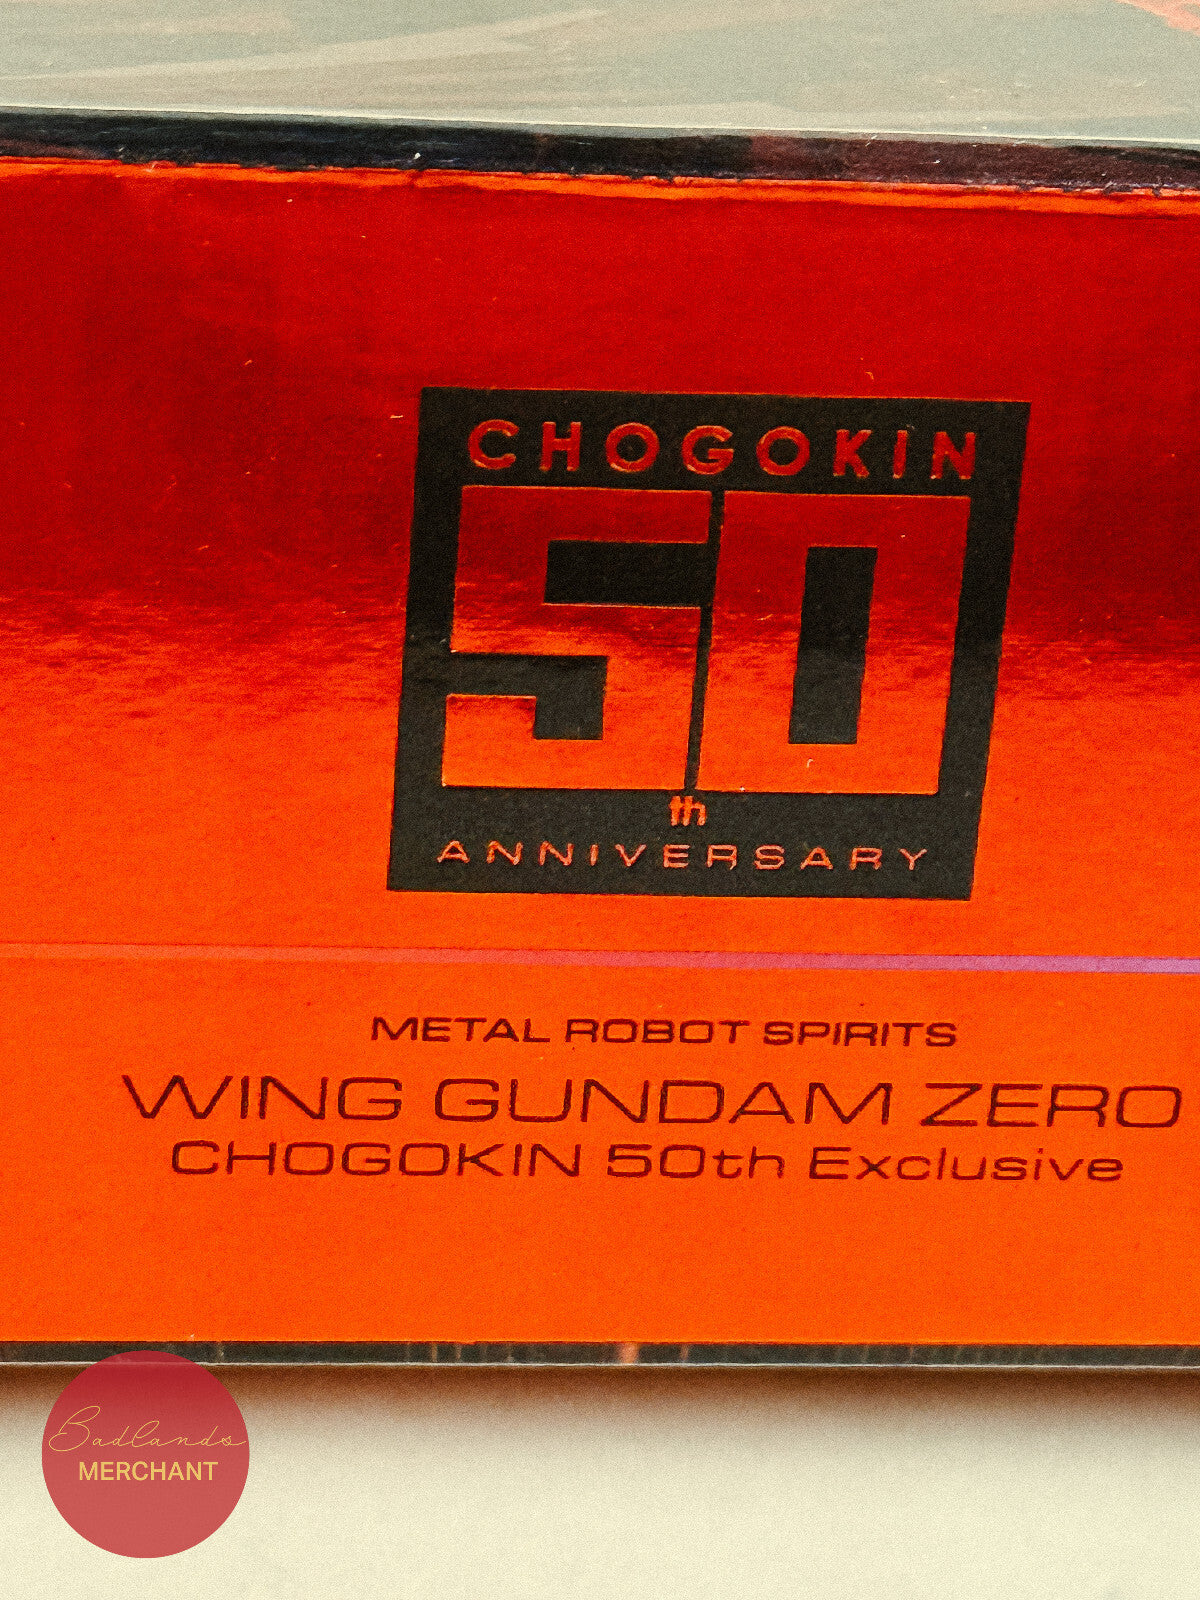 CHOGOKIN
50
th
ANNIVERSARY
METAL ROBOT SPIRITS
WING GUNDAM ZERO
CHOGOKIN 50th Exclusive
Badlands
MERCHANT